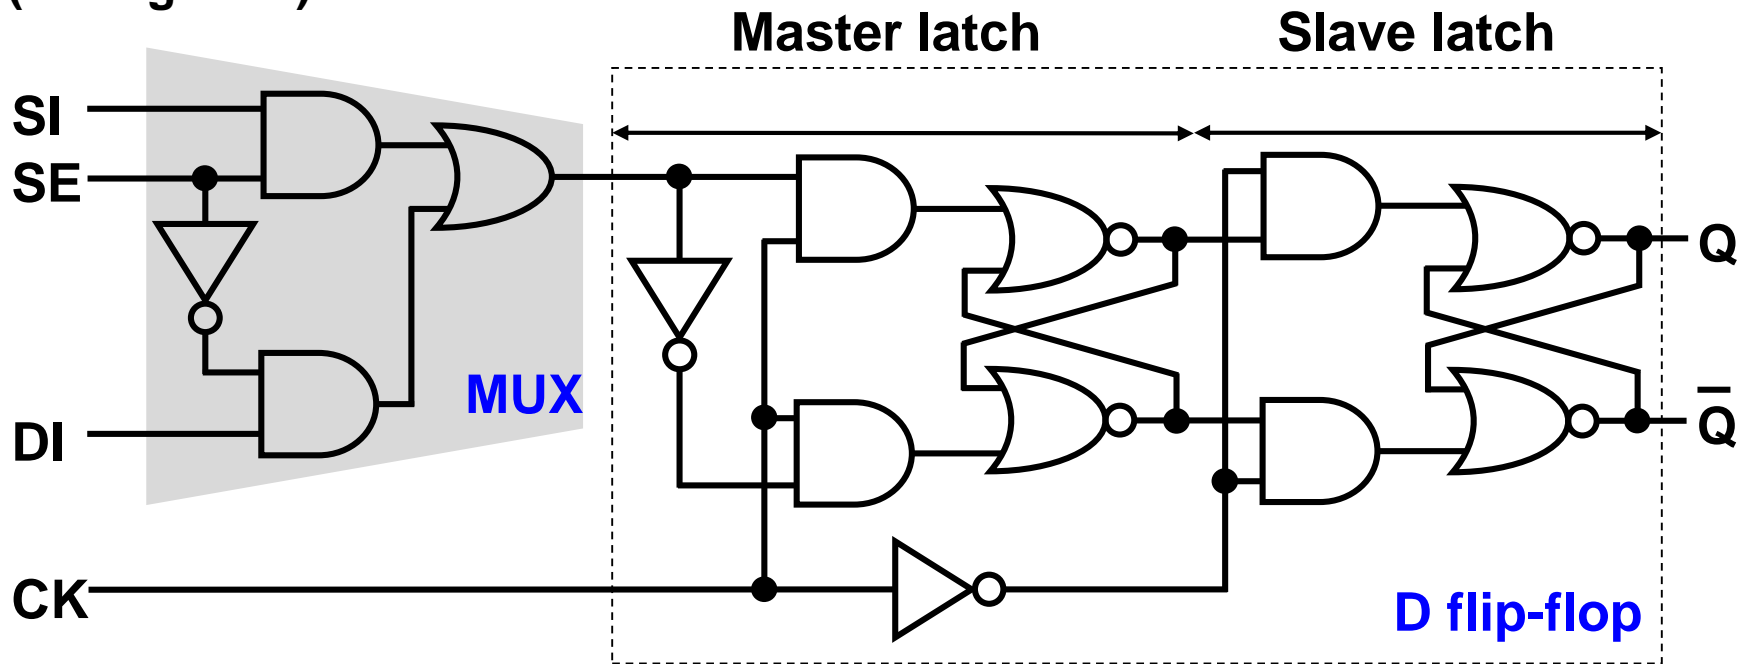 Master latch
Slave latch
SI
SE
Q
MUX
DI
Q̅
CK
D flip-flop